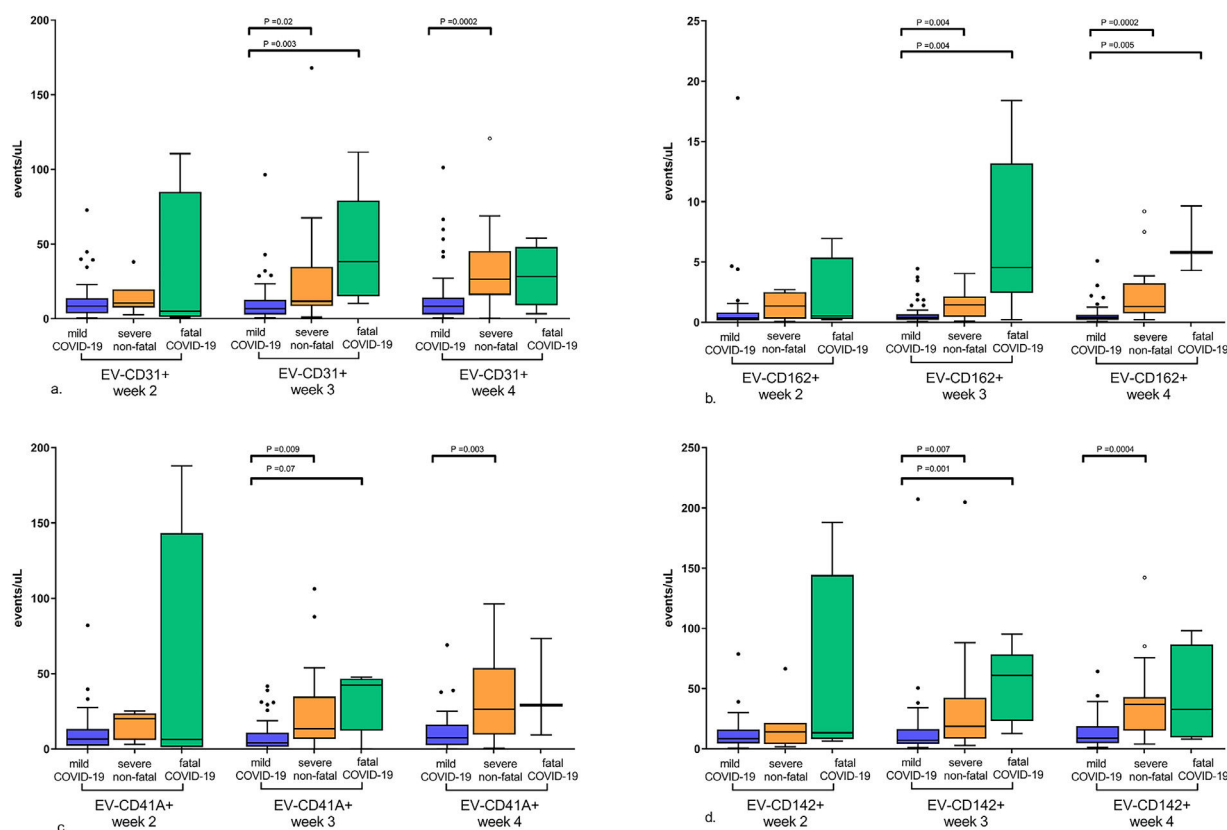 P =0.02
P =0.0002
P =0.003
200
150
100
50
0
events/uL
mild severe fatal mild severe fatal mild severe fatal
COVID-19 non-fatal COVID-19 COVID-19 non-fatal COVID-19 COVID-19 non-fatal COVID-19
EV-CD31+ EV-CD31+ EV-CD31+
a. week 2 week 3 week 4
P =0.004
P =0.0002
P =0.004
P =0.005
25
20
15
10
5
0
events/uL
mild severe fatal mild severe fatal mild severe fatal
COVID-19 non-fatal COVID-19 COVID-19 non-fatal COVID-19 COVID-19 non-fatal COVID-19
EV-CD162+ EV-CD162+ EV-CD162+
b. week 2 week 3 week 4
P =0.009
P =0.003
P =0.07
200
150
100
50
0
events/uL
mild severe fatal mild severe fatal mild severe fatal
COVID-19 non-fatal COVID-19 COVID-19 non-fatal COVID-19 COVID-19 non-fatal COVID-19
EV-CD41A+ EV-CD41A+ EV-CD41A+
c. week 2 week 3 week 4
P =0.007
P =0.0004
P =0.001
250
200
150
100
50
0
events/uL
mild severe fatal mild severe fatal mild severe fatal
COVID-19 non-fatal COVID-19 COVID-19 non-fatal COVID-19 COVID-19 non-fatal COVID-19
EV-CD142+ EV-CD142+ EV-CD142+
d. week 2 week 3 week 4